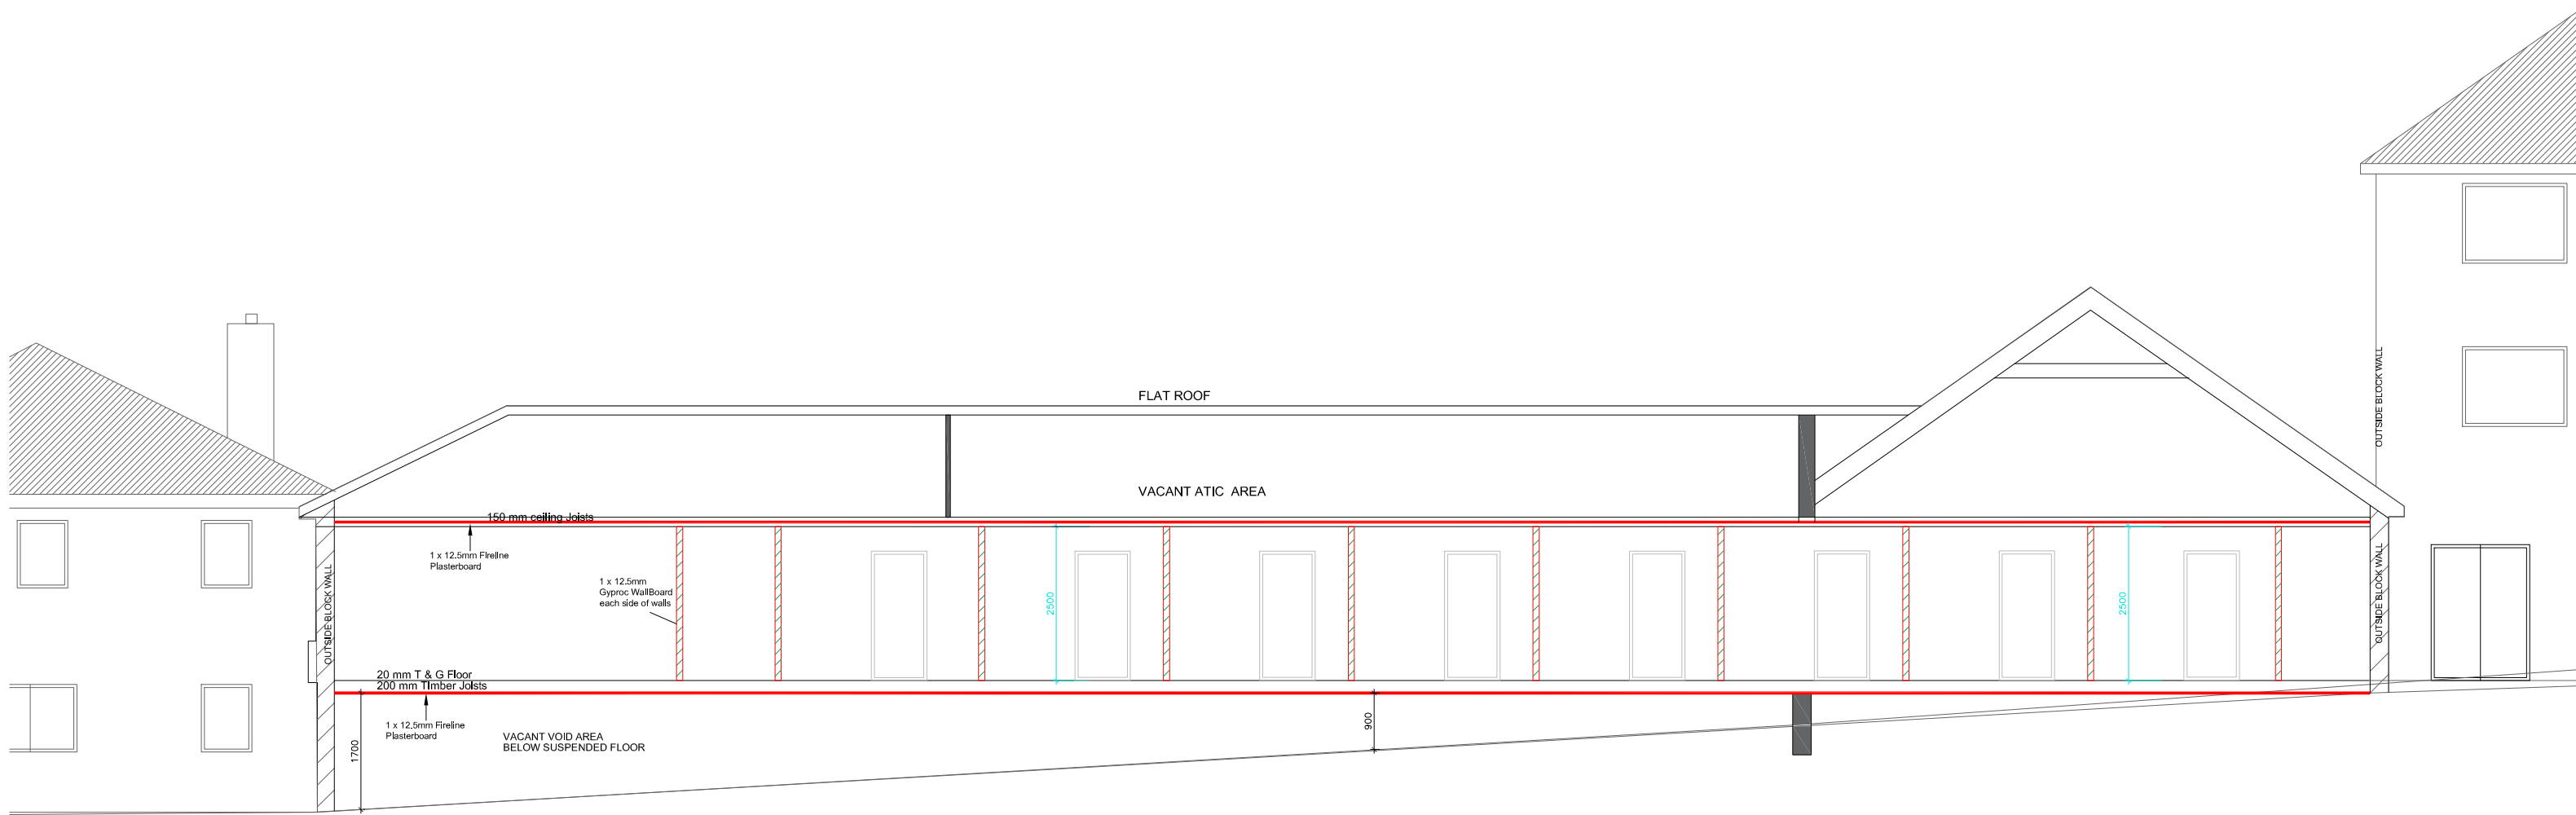 FLAT ROOF
VACANT ATIC AREA
150 mm ceiling Joists
1 x 12.5mm Fireline
Plasterboard
1 x 12.5mm
Gyproc WallBoard
each side of walls
OUTSIDE BLOCK WALL
OUTSIDE BLOCK WALL
OUTSIDE BLOCK WALL
2500
2500
20 mm T & G Floor
200 mm Timber Joists
1 x 12.5mm Fireline
Plasterboard
VACANT VOID AREA
BELOW SUSPENDED FLOOR
1700
900